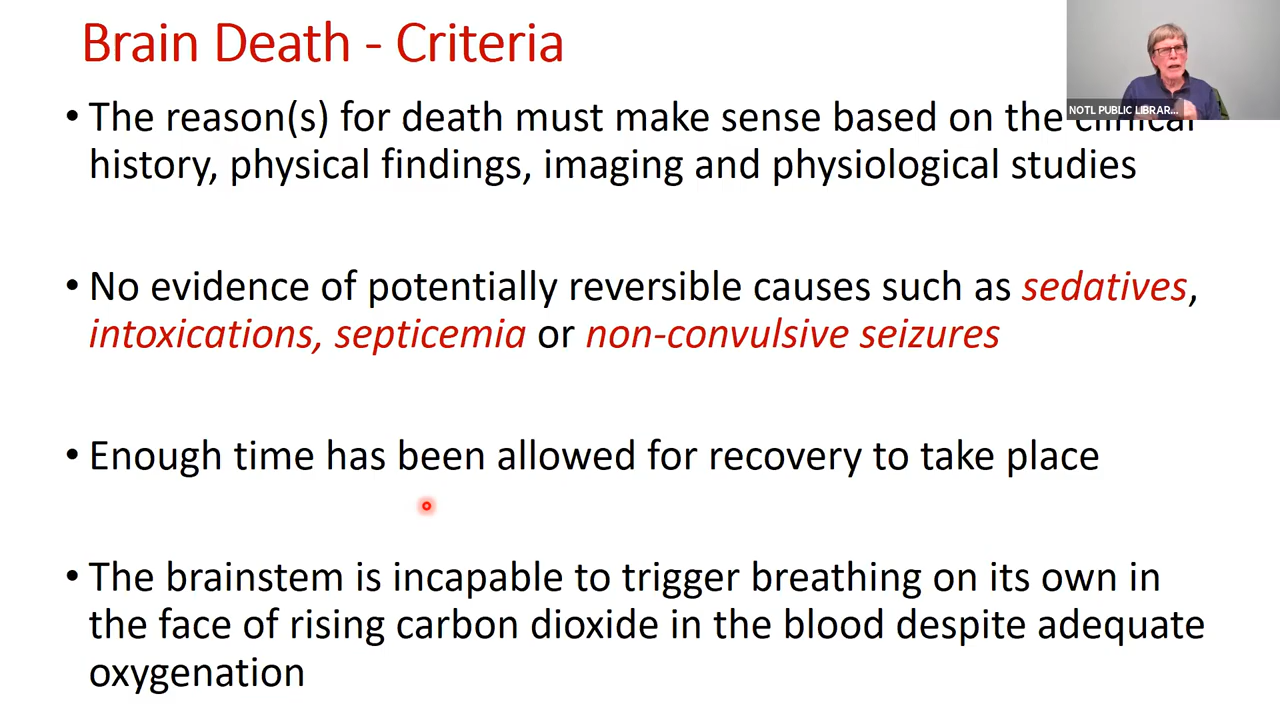 Brain Death - Criteria
NOTL PUBLIC LIBRAR...
• The reason(s) for death must make sense based on the clinical
history, physical findings, imaging and physiological studies
• No evidence of potentially reversible causes such as sedatives,
intoxications, septicemia or non-convulsive seizures
• Enough time has been allowed for recovery to take place
• The brainstem is incapable to trigger breathing on its own in
the face of rising carbon dioxide in the blood despite adequate
oxygenation